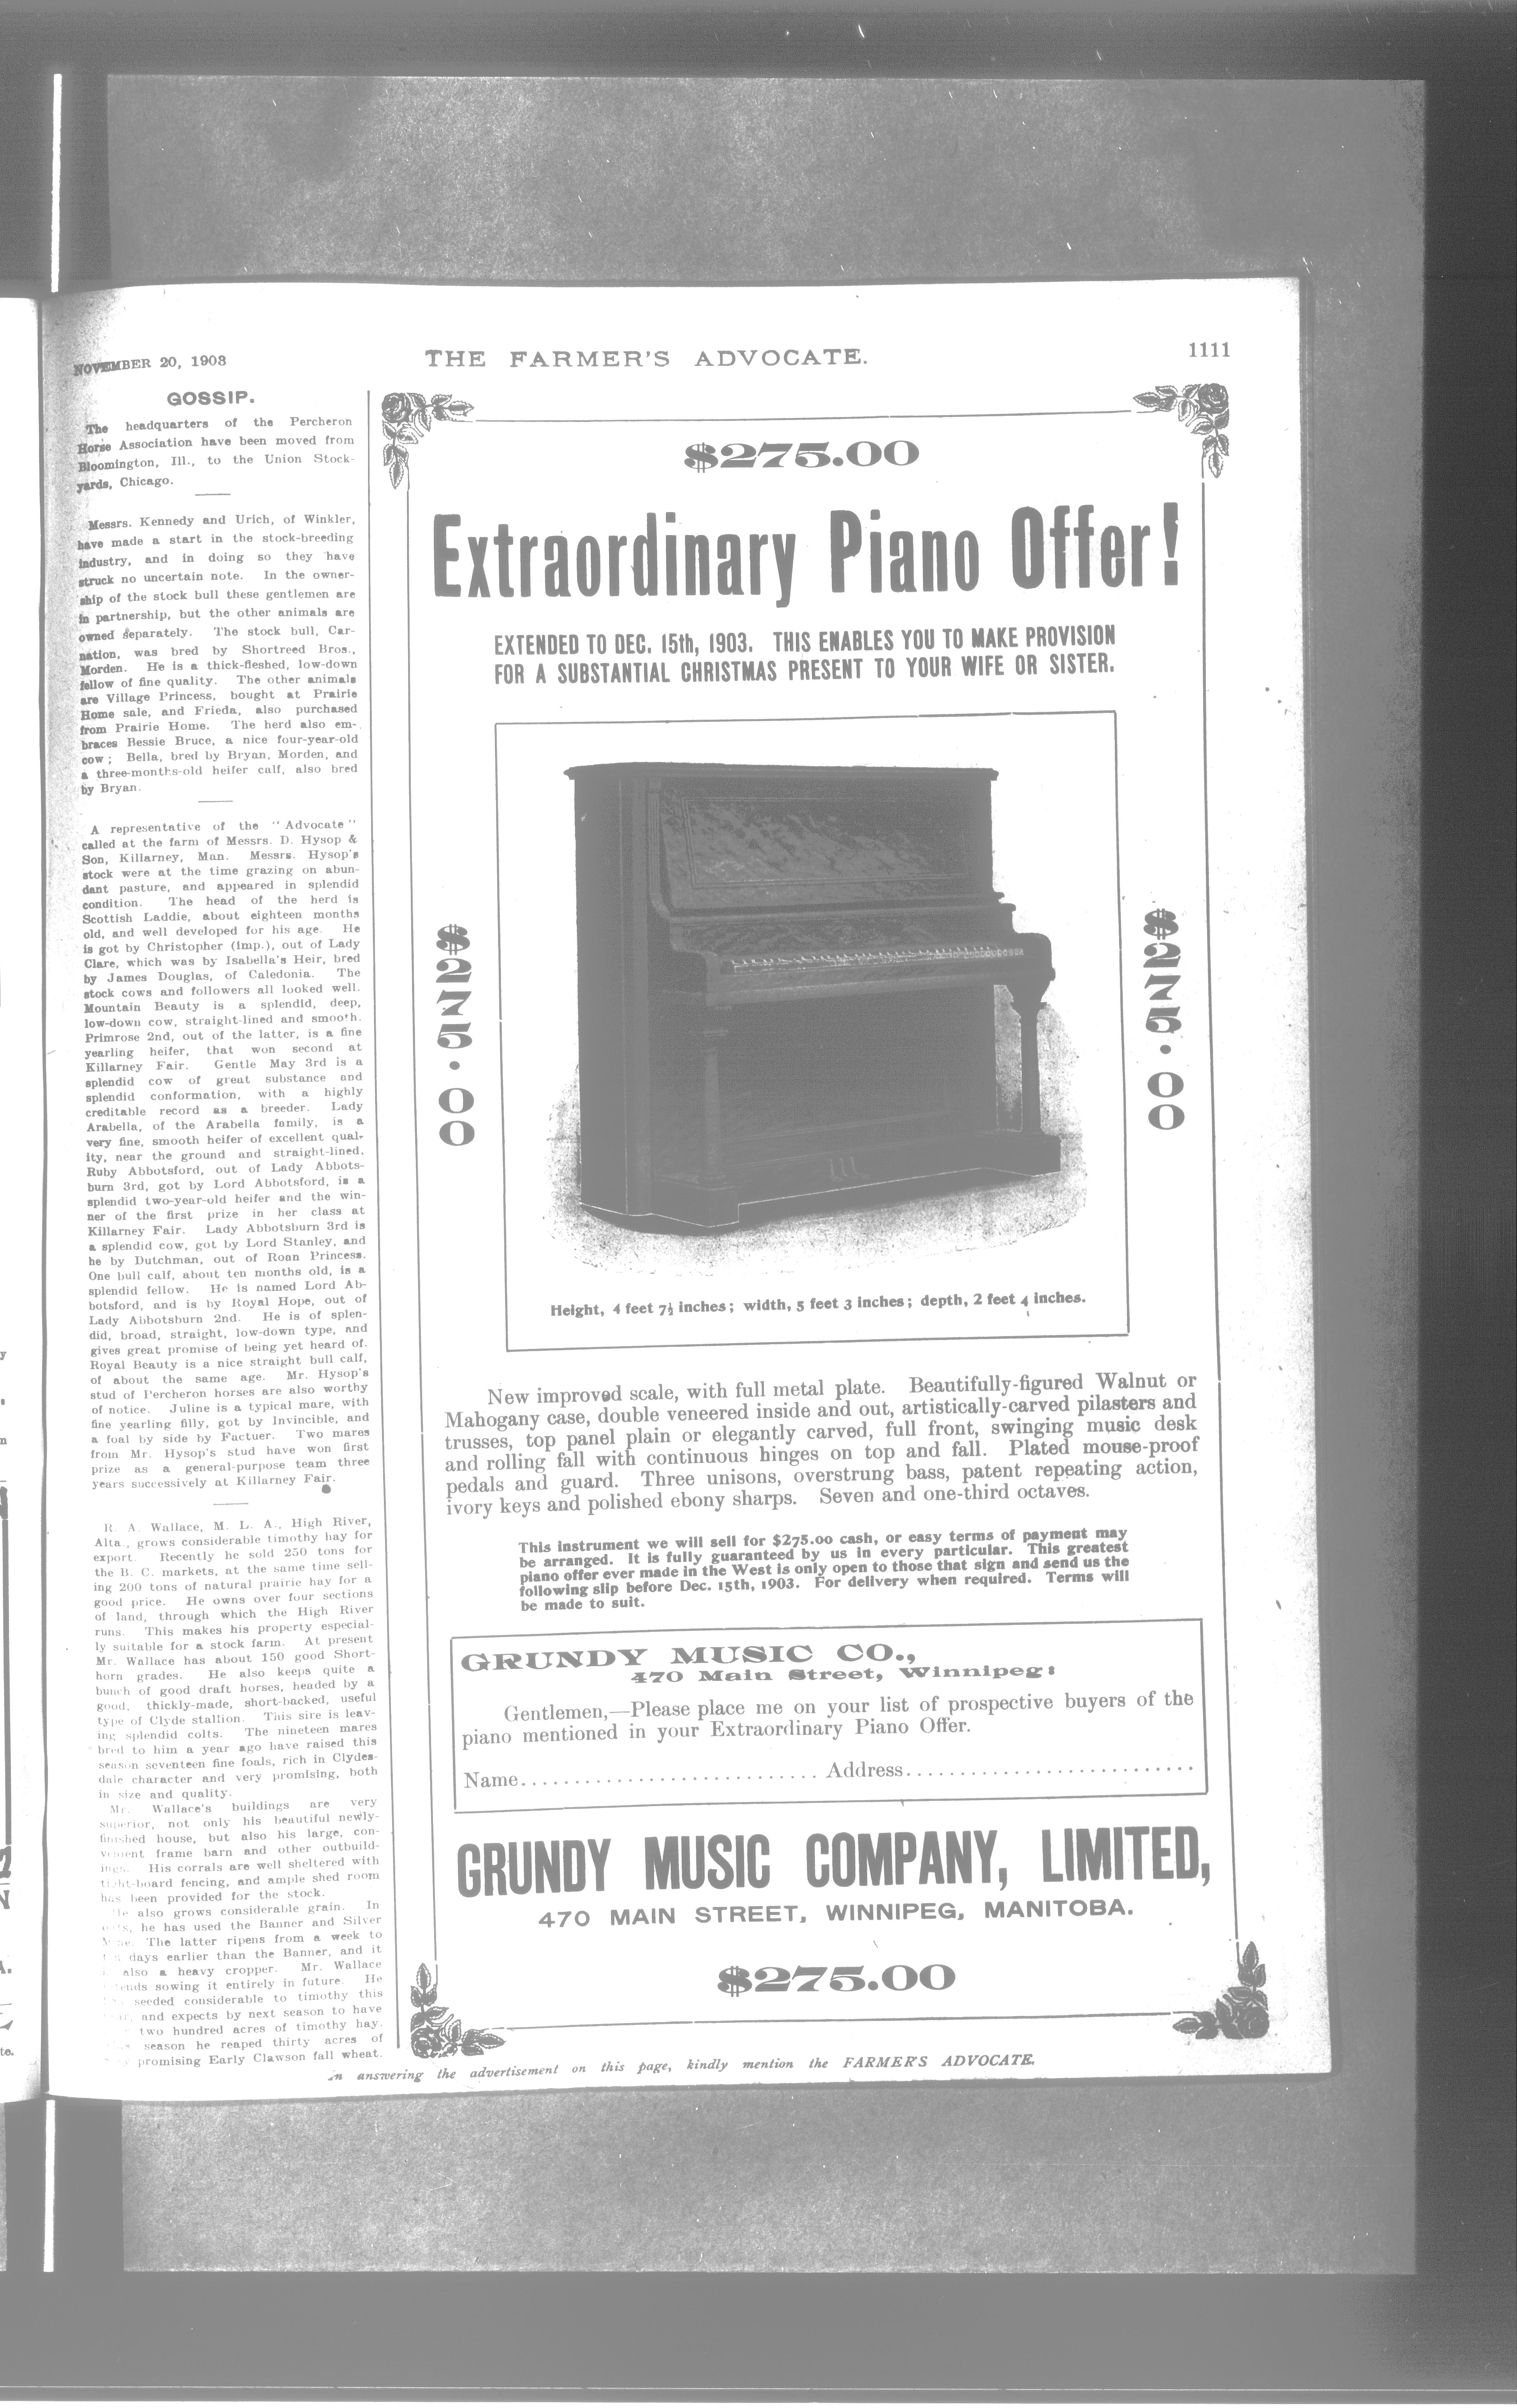 NOVEMBER 20, 1903
THE FARMER'S ADVOCATE.
1111
GOSSIP.
The headquarters of the Percheron
Horse Association have been moved from
Bloomington, Ill., to the Union Stock-
yards, Chicago.
Messrs. Kennedy and Urich, of Winkler,
have made a start in the stock-breeding
industry, and in doing so they have
struck no uncertain note. In the owner-
ship of the stock bull these gentlemen are
in partnership, but the other animals are
owned separately. The stock bull, Car-
nation, was bred by Shortreed Bros.,
Morden. He is a thick-fleshed, low-down
fellow of fine quality. The other animals
are Village Princess, bought at Prairie
Home sale, and Frieda, also purchased
from Prairie Home. The herd also em-
braces Bessie Bruce, a nice four-year-old
cow; Bella, bred by Bryan, Morden, and
a three-months-old heifer calf, also bred
by Bryan.
A representative of the "Advocate"
called at the farm of Messrs. D. Hysop &
Son, Killarney, Man. Messrs. Hysop's
stock were at the time grazing on abun-
dant pasture, and appeared in splendid
condition. The head of the herd is
Scottish Laddie, about eighteen months
old, and well developed for his age. He
is got by Christopher (imp.), out of Lady
Clare, which was by Isabella's Heir, bred
by James Douglas, of Caledonia. The
stock cows and followers all looked well.
Mountain Beauty is a splendid, deep,
low-down cow, straight-lined and smooth.
Primrose 2nd, out of the latter, is a fine
yearling heifer, that won second at
Killarney Fair. Gentle May 3rd is a
splendid cow of great substance and
splendid conformation, with a highly
creditable record as a breeder. Lady
Arabella, of the Arabella family, is a
very fine, smooth heifer of excellent qual-
ity, near the ground and straight-lined.
Ruby Abbotsford, out of Lady Abbots-
burn 3rd, got by Lord Abbotsford, is a
splendid two-year-old heifer and the win-
ner of the first prize in her class at
Killarney Fair. Lady Abbotsburn 3rd is
a splendid cow, got by Lord Stanley, and
he by Dutchman, out of Roan Princess.
One bull calf, about ten months old, is a
splendid fellow. He is named Lord Ab-
botsford, and is by Royal Hope, out of
Lady Abbotsburn 2nd. He is of splen-
did, broad, straight, low-down type, and
gives great promise of being yet heard of.
Royal Beauty is a nice straight bull calf,
of about the same age. Mr. Hysop's
stud of Percheron horses are also worthy
of notice. Juline is a typical mare, with
fine yearling filly, got by Invincible, and
a foal by side by Factuer. Two mares
from Mr. Hysop's stud have won first
prize as a general-purpose team three
years successively at Killarney Fair.
R. A. Wallace, M. L. A., High River,
Alta., grows considerable timothy hay for
export. Recently he sold 250 tons for
the B. C. markets, at the same time sell-
ing 200 tons of natural prairie hay for a
good price. He owns over four sections
of land, through which the High River
runs. This makes his property especial-
ly suitable for a stock farm. At present
Mr. Wallace has about 150 good Short-
horn grades. He also keeps quite a
bunch of good draft horses, headed by a
good, thickly-made, short-backed, useful
type of Clyde stallion. This sire is leav-
ing splendid colts. The nineteen mares
bred to him a year ago have raised this
season seventeen fine foals, rich in Clydes-
dale character and very promising, both
in size and quality.
Mr. Wallace's buildings are very
superior, not only his beautiful newly-
finished house, but also his large, con-
venient frame barn and other outbuild-
ings. His corrals are well sheltered with
tight-board fencing, and ample shed room
has been provided for the stock.
He also grows considerable grain. In
oats, he has used the Banner and Silver
Mine. The latter ripens from a week to
days earlier than the Banner, and it
also a heavy cropper. Mr. Wallace
sowing it entirely in future. He
seeded considerable to timothy this
and expects by next season to have
two hundred acres of timothy hay.
season he reaped thirty acres of
promising Early Clawson fall wheat.
$275.00
Extraordinary Piano Offer!
EXTENDED TO DEC. 15th, 1903. THIS ENABLES YOU TO MAKE PROVISION
FOR A SUBSTANTIAL CHRISTMAS PRESENT TO YOUR WIFE OR SISTER.
$275.00
$275.00
Height, 4 feet 7½ inches; width, 5 feet 3 inches; depth, 2 feet 4 inches.
New improved scale, with full metal plate. Beautifully-figured Walnut or
Mahogany case, double veneered inside and out, artistically-carved pilasters and
trusses, top panel plain or elegantly carved, full front, swinging music desk
and rolling fall with continuous hinges on top and fall. Plated mouse-proof
pedals and guard. Three unisons, overstrung bass, patent repeating action,
ivory keys and polished ebony sharps. Seven and one-third octaves.
This instrument we will sell for $275.00 cash, or easy terms of payment may
be arranged. It is fully guaranteed by us in every particular. This greatest
piano offer ever made in the West is only open to those that sign and send us the
following slip before Dec. 15th, 1903. For delivery when required. Terms will
be made to suit.
GRUNDY MUSIC CO.,
470 Main Street, Winnipeg:
Gentlemen,—Please place me on your list of prospective buyers of the
piano mentioned in your Extraordinary Piano Offer.
Name............................ Address...........................
GRUNDY MUSIC COMPANY, LIMITED,
470 MAIN STREET, WINNIPEG, MANITOBA.
$275.00
answering the advertisement on this page, kindly mention the FARMER'S ADVOCATE.